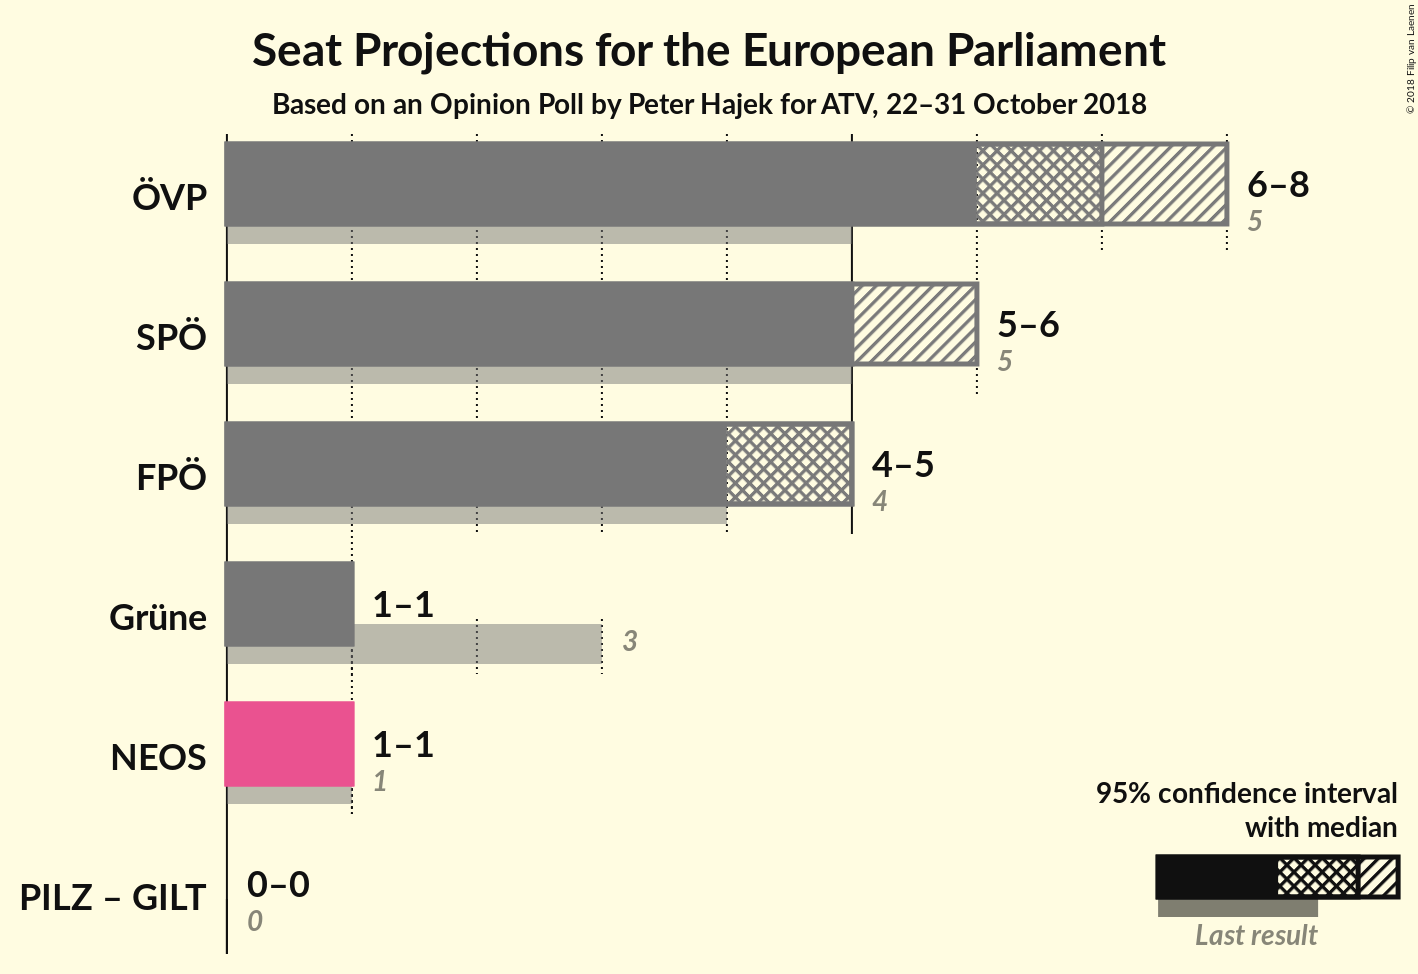 Seat Projections for the European Parliament
Based on an Opinion Poll by Peter Hajek for ATV, 22–31 October 2018
© 2018 Filip van Laenen
ÖVP
6–8
5
SPÖ
5–6
5
FPÖ
4–5
4
Grüne
1–1
3
NEOS
1–1
1
PILZ – GILT
0–0
0
95% confidence interval
with median
Last result